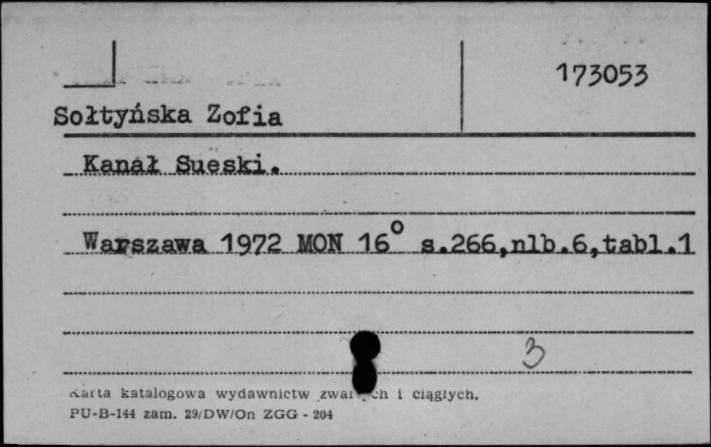 173053
Sołtyńska Zofia
Kanał Sueski.
Warszawa 1972 MON 16° s.266,nlb.6,tabl.1
3
Karta katalogowa wydawnictw zwartych i ciągłych.
PU-B-144 zam. 29/DW/On ZGG - 204